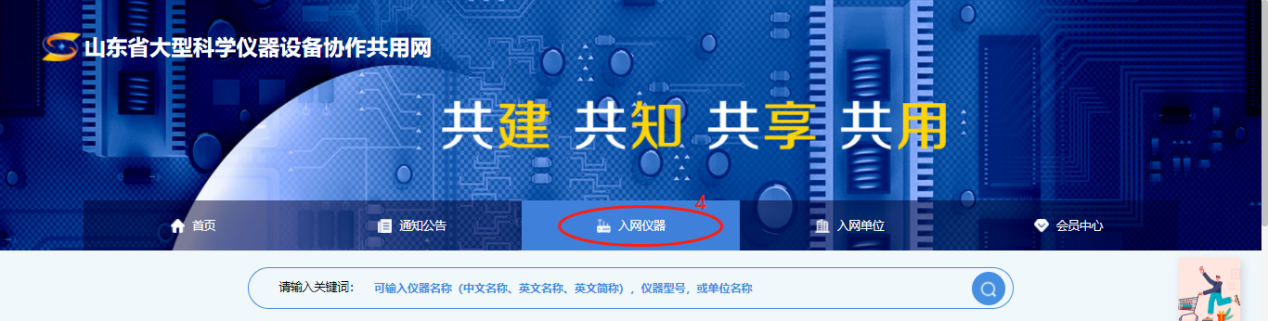 山东省大型科学仪器设备协作共用网
共建 共知 共享 共用
4
首页 通知公告 入网仪器 入网单位 会员中心
请输入关键词： 可输入仪器名称（中文名称、英文名称、英文简称），仪器型号，或单位名称